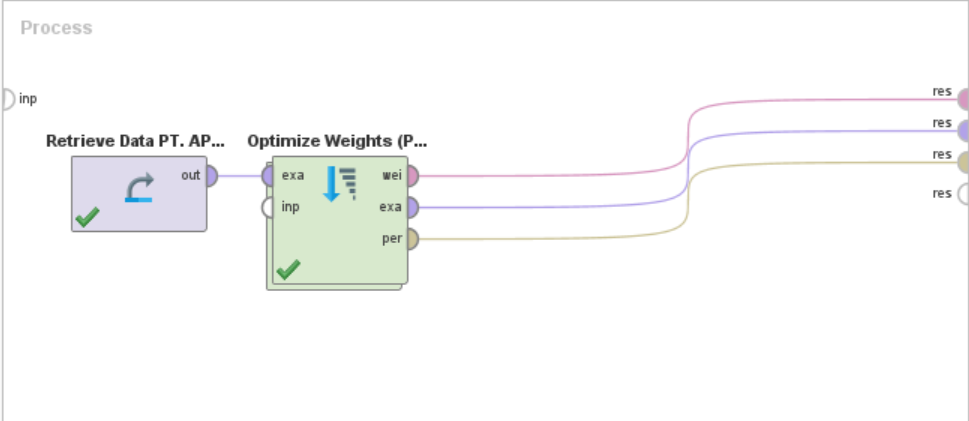 Process
inp
res
res
res
res
Retrieve Data PT. AP...
Optimize Weights (P...
out
exa
inp
wei
exa
per